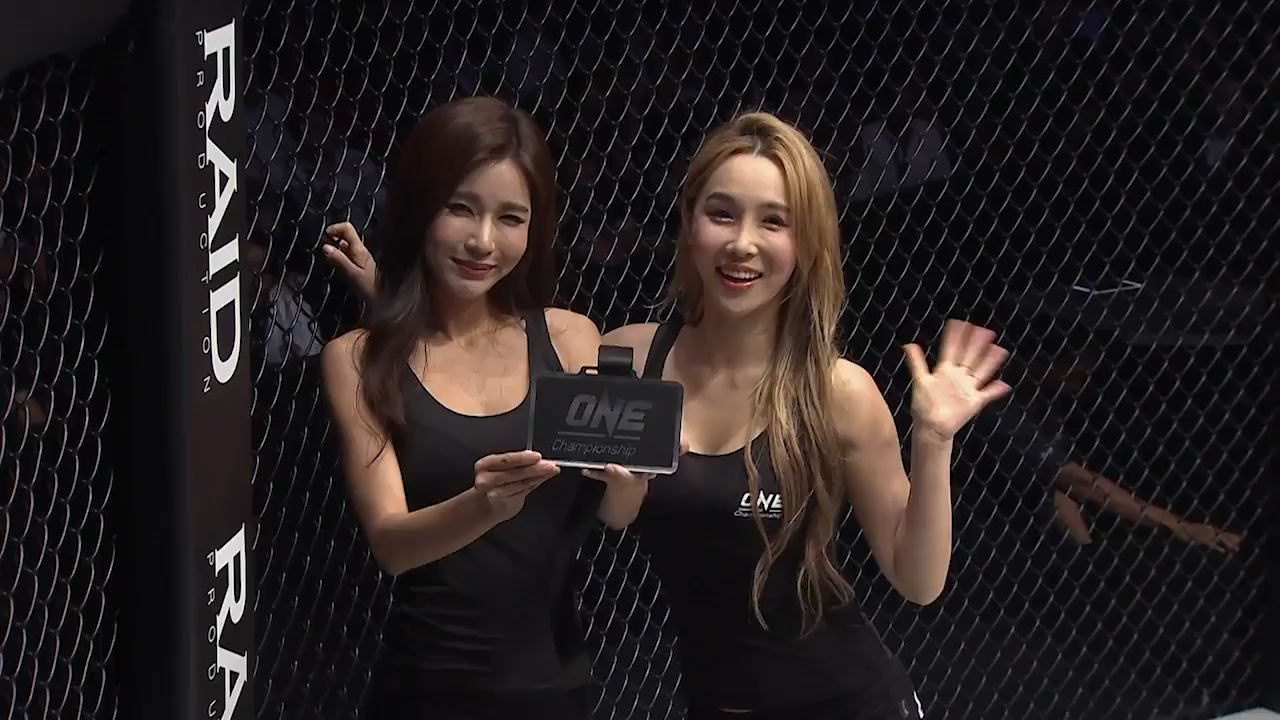 RAID
PRODUCTION
RA
PRODU
ONE
Championship
ONE
Championship